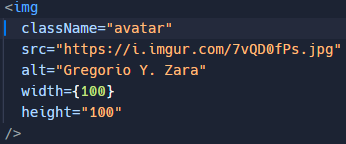 <img
className="avatar"
src="https://i.imgur.com/7vQD0fPs.jpg"
alt="Gregorio Y. Zara"
width={100}
height="100"
/>